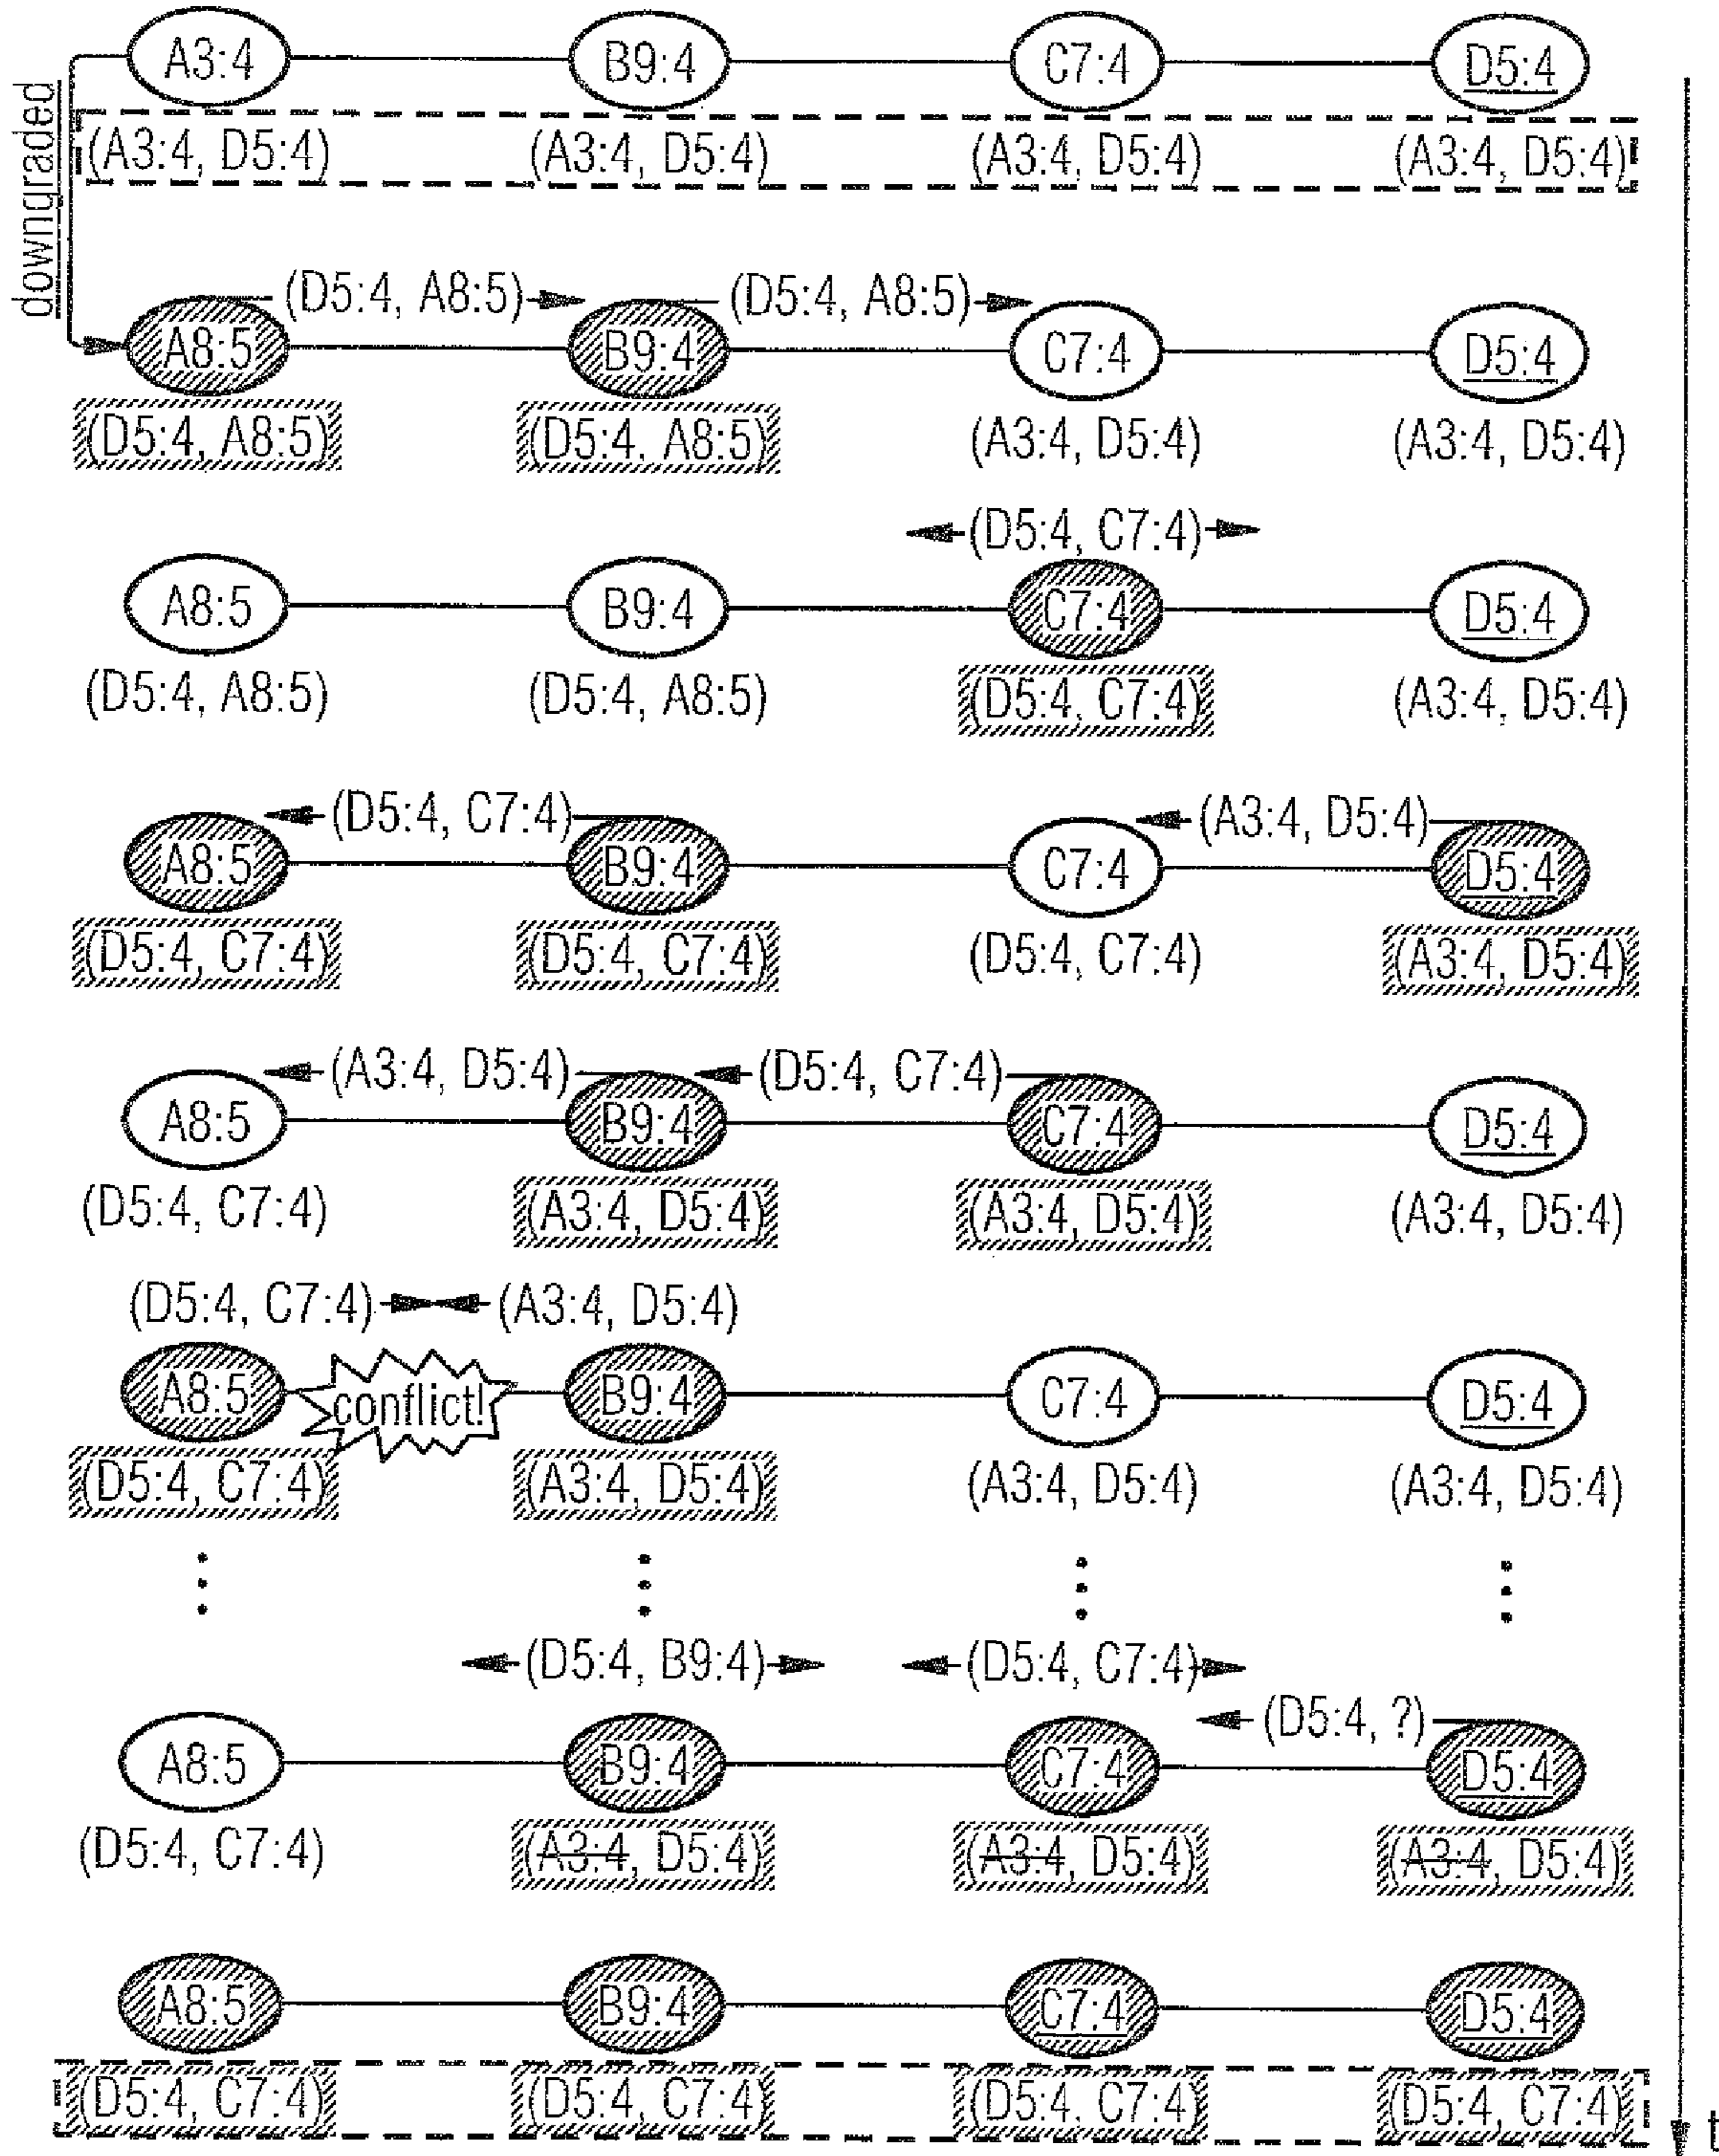 A3:4 B9:4 C7:4 D5:4
downgraded
(A3:4, D5:4) (A3:4, D5:4) (A3:4, D5:4) (A3:4, D5:4)
(D5:4, A8:5) (D5:4, A8:5)
A8:5 B9:4 C7:4 D5:4
(D5:4, A8:5) (D5:4, A8:5) (A3:4, D5:4) (A3:4, D5:4)
(D5:4, C7:4)
A8:5 B9:4 C7:4 D5:4
(D5:4, A8:5) (D5:4, A8:5) (D5:4, C7:4) (A3:4, D5:4)
(D5:4, C7:4) (A3:4, D5:4)
A8:5 B9:4 C7:4 D5:4
(D5:4, C7:4) (D5:4, C7:4) (D5:4, C7:4) (A3:4, D5:4)
(A3:4, D5:4) (D5:4, C7:4)
A8:5 B9:4 C7:4 D5:4
(D5:4, C7:4) (A3:4, D5:4) (A3:4, D5:4) (A3:4, D5:4)
(D5:4, C7:4) (A3:4, D5:4)
A8:5 conflict! B9:4 C7:4 D5:4
(D5:4, C7:4) (A3:4, D5:4) (A3:4, D5:4) (A3:4, D5:4)
(D5:4, B9:4) (D5:4, C7:4)
(D5:4, ?)
A8:5 B9:4 C7:4 D5:4
(D5:4, C7:4) (A3:4, D5:4) (A3:4, D5:4) (A3:4, D5:4)
A8:5 B9:4 C7:4 D5:4
(D5:4, C7:4) (D5:4, C7:4) (D5:4, C7:4) (D5:4, C7:4)
t